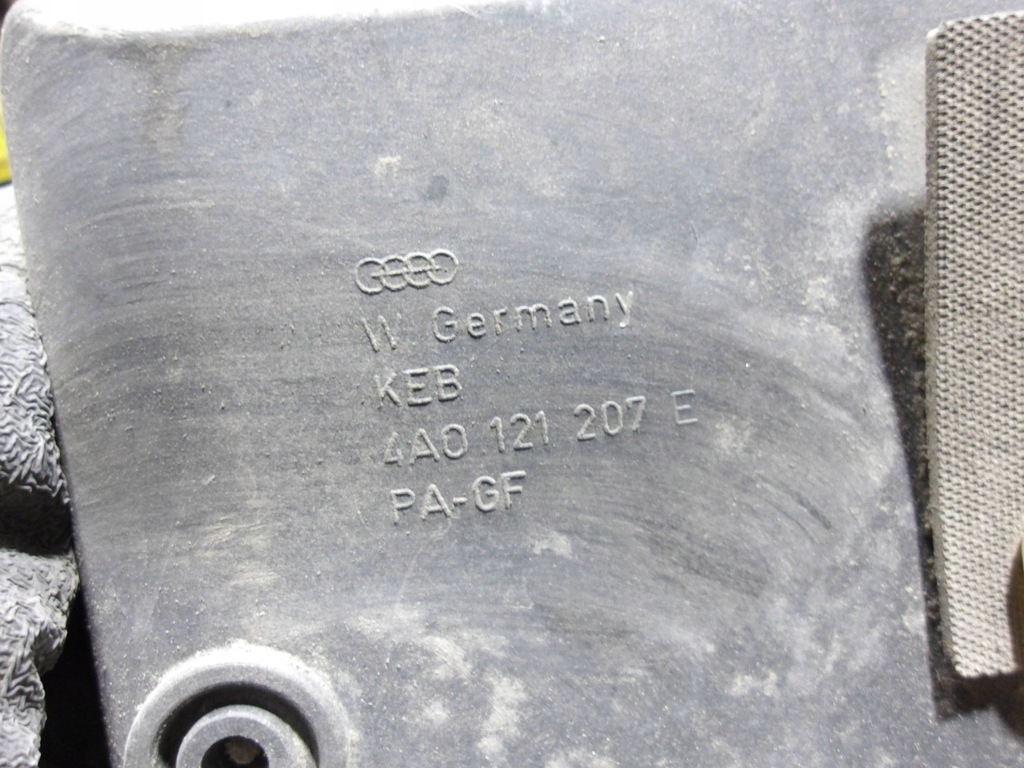 W Germany
KEB
4A0 121 207 E
PA-GF